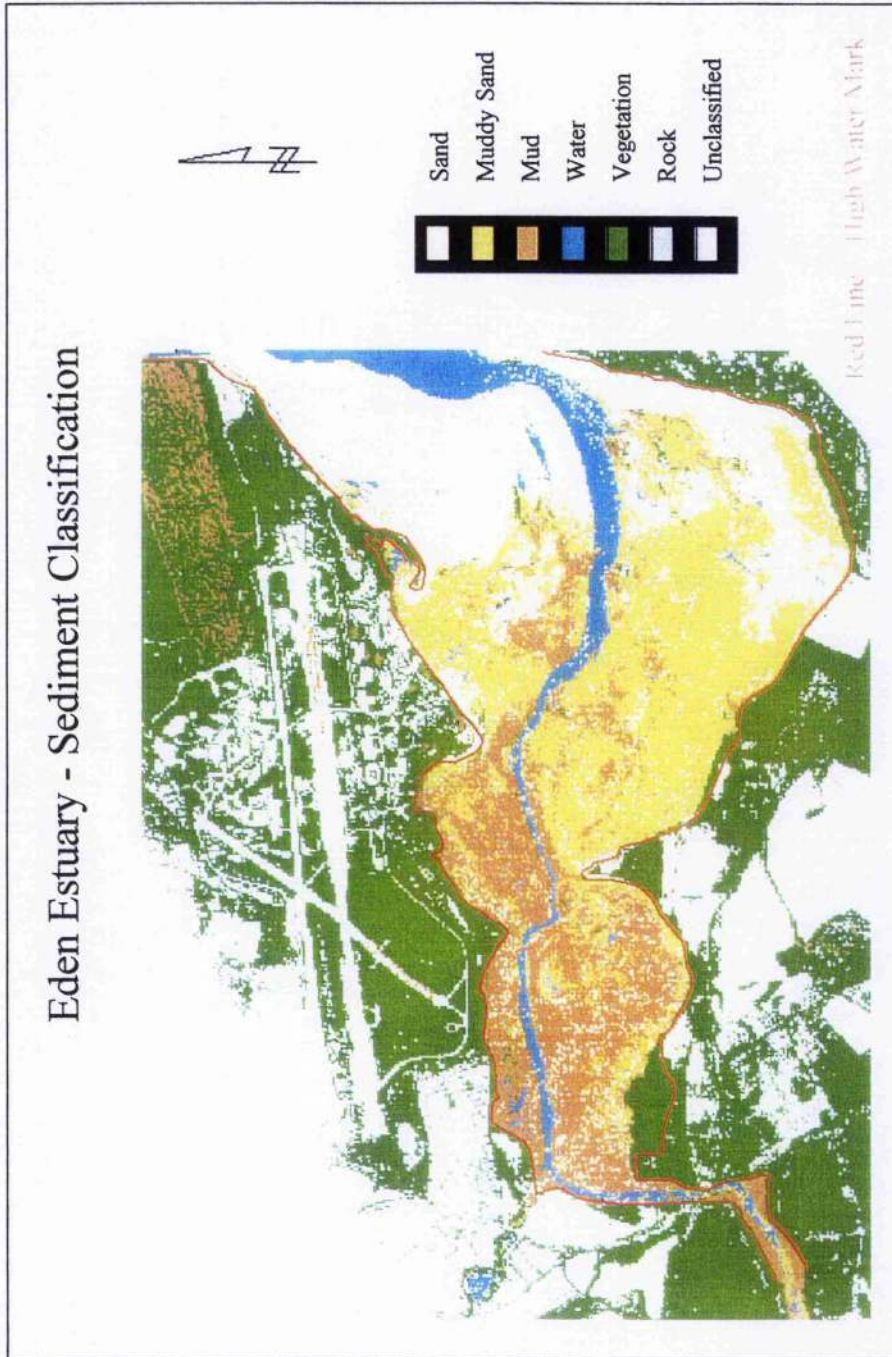 Eden Estuary - Sediment Classification
N
Sand
Muddy Sand
Mud
Water
Vegetation
Rock
Unclassified
Red Line High Water Mark